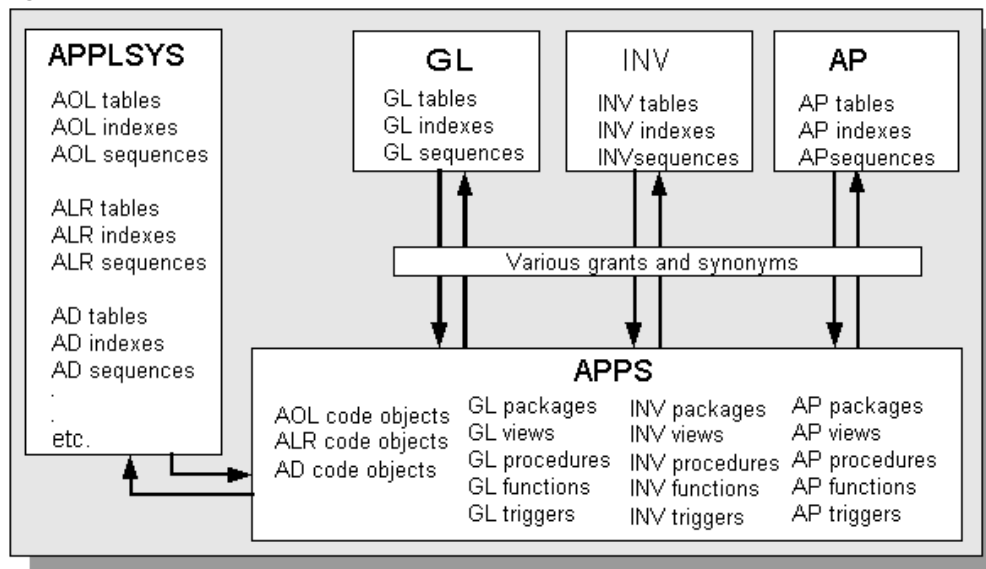 APPLSYS
AOL tables
AOL indexes
AOL sequences
ALR tables
ALR indexes
ALR sequences
AD tables
AD indexes
AD sequences
.
.
etc.
GL
GL tables
GL indexes
GL sequences
INV
INV tables
INV indexes
INVsequences
AP
AP tables
AP indexes
APsequences
Various grants and synonyms
APPS
AOL code objects
ALR code objects
AD code objects
GL packages
GL views
GL procedures
GL functions
GL triggers
INV packages
INV views
INV procedures
INV functions
INV triggers
AP packages
AP views
AP procedures
AP functions
AP triggers